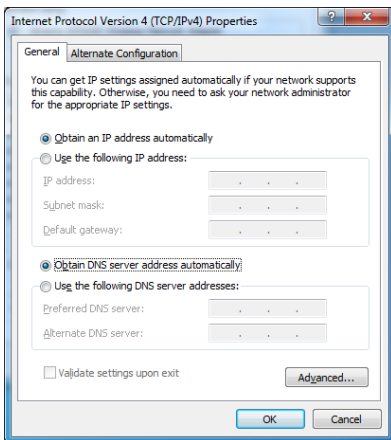 Internet Protocol Version 4 (TCP/IPv4) Properties
General
Alternate Configuration
You can get IP settings assigned automatically if your network supports
this capability. Otherwise, you need to ask your network administrator
for the appropriate IP settings.
Obtain an IP address automatically
Use the following IP address:
IP address:
Subnet mask:
Default gateway:
Obtain DNS server address automatically
Use the following DNS server addresses:
Preferred DNS server:
Alternate DNS server:
Validate settings upon exit
Advanced...
OK
Cancel